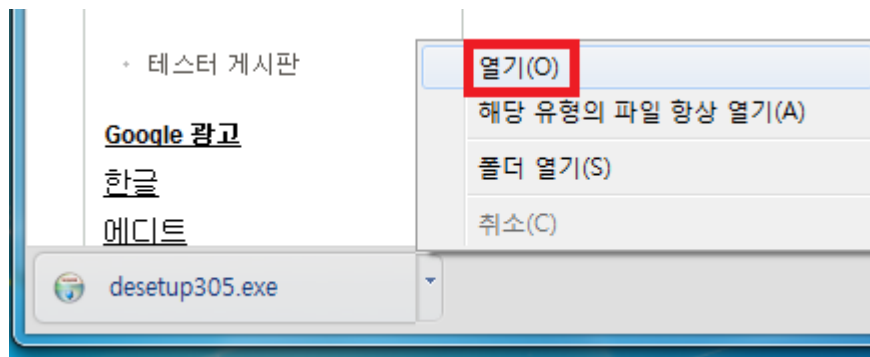 테스터 게시판
Google 광고
한글
에디트
열기(O)
해당 유형의 파일 항상 열기(A)
폴더 열기(S)
취소(C)
desetup305.exe